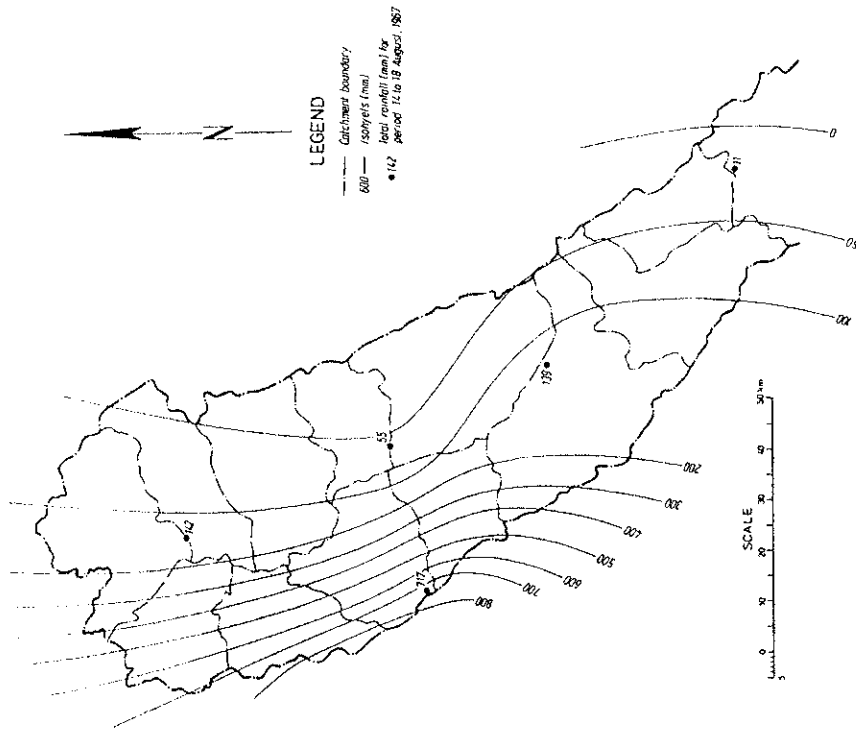 N
LEGEND
Catchment boundary
600 Isohyets (mm)
142 Total rainfall (mm) for
period 14 to 18 August, 1967
142
55
717
139
11
0
50
100
200
300
400
500
600
700
800
SCALE
0 10 20 30 40 50 km